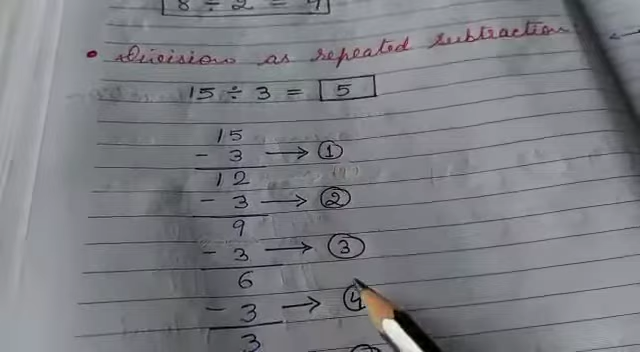 8 ÷ 2 = 4
• Division as repeated subtraction
15 ÷ 3 = 5
15
- 3 → 1
12
- 3 → 2
9
- 3 → 3
6
- 3 → 4
3